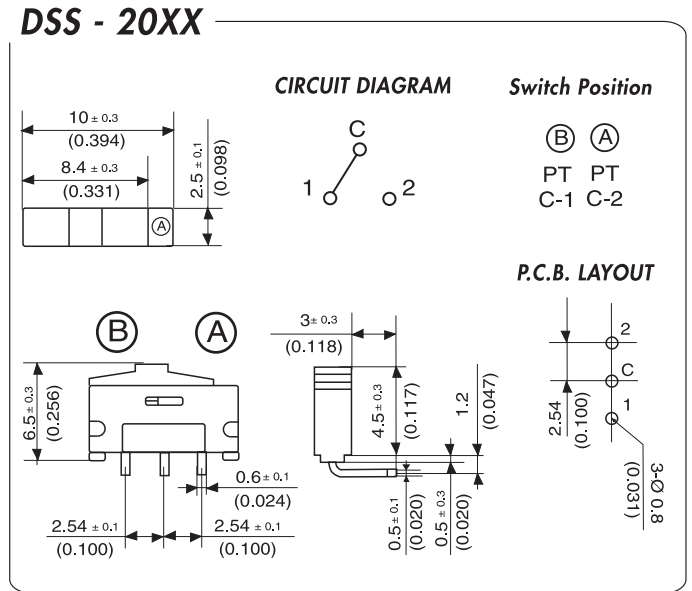 DSS - 20XX
CIRCUIT DIAGRAM
Switch Position
10 ± 0.3
(0.394)
8.4 ± 0.3
(0.331)
2.5 ± 0.1
(0.098)
A
C
1
2
B A
PT PT
C-1 C-2
P.C.B. LAYOUT
B
A
6.5 ± 0.3
(0.256)
0.6 ± 0.1
(0.024)
2.54 ± 0.1
(0.100)
2.54 ± 0.1
(0.100)
3± 0.3
(0.118)
4.5± 0.3
(0.117)
1.2
(0.047)
0.5± 0.1
(0.020)
0.5± 0.3
(0.020)
2
C
1
2.54
(0.100)
3-Ø 0.8
(0.031)